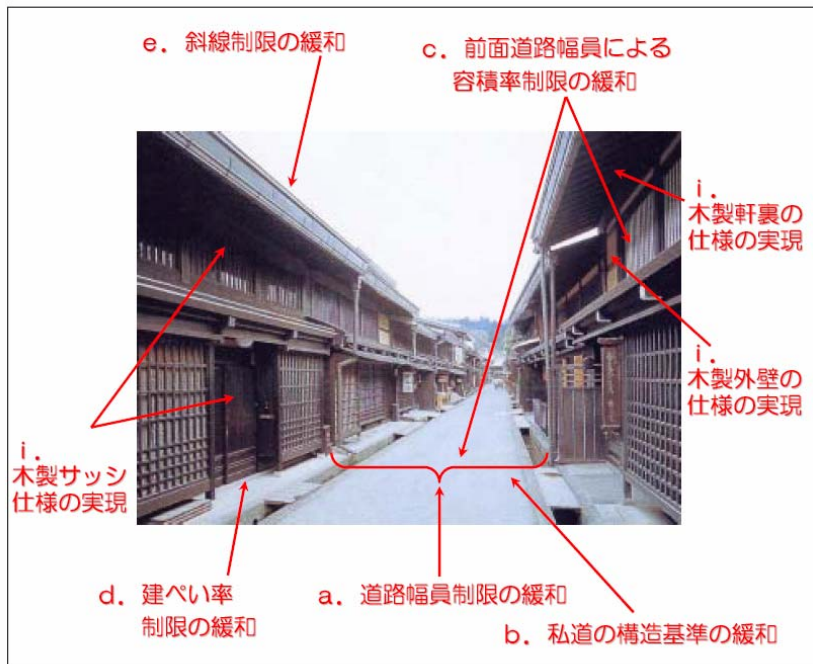 e．斜線制限の緩和
c．前面道路幅員による
容積率制限の緩和
i．
木製軒裏の
仕様の実現
i．
木製外壁の
仕様の実現
i．
木製サッシ
仕様の実現
d．建ぺい率
制限の緩和
a．道路幅員制限の緩和
b．私道の構造基準の緩和